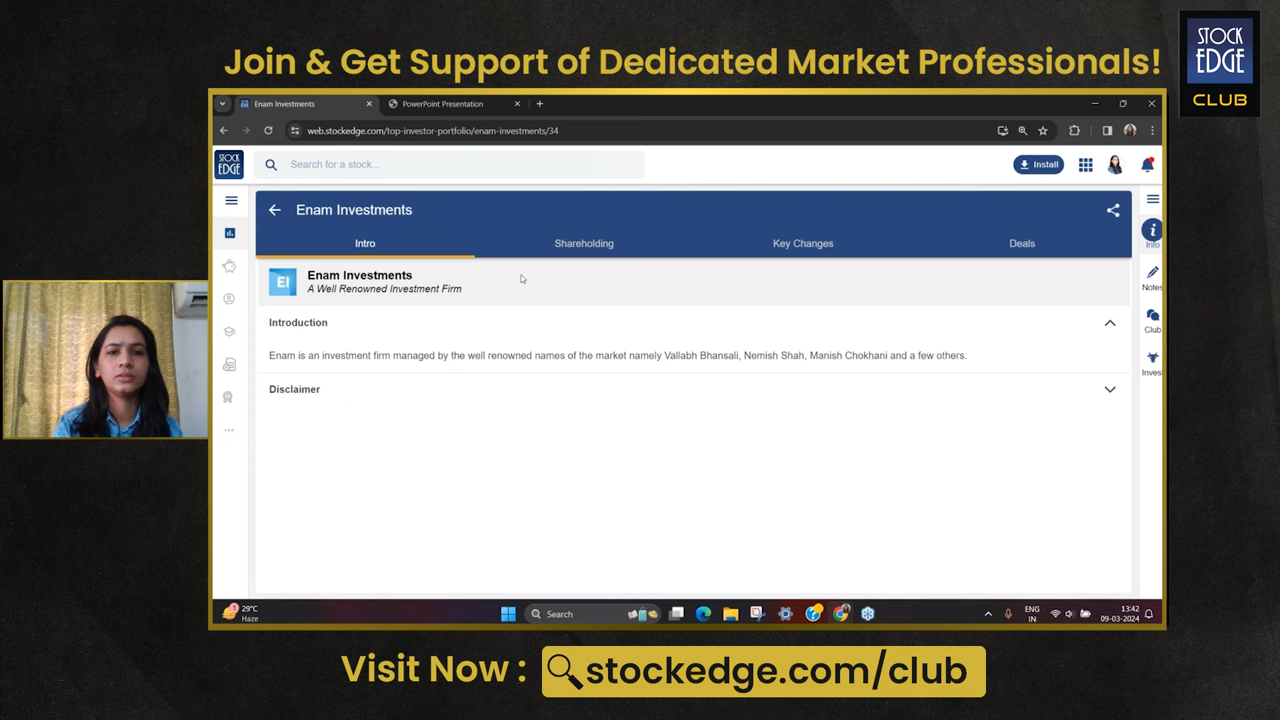 Join & Get Support of Dedicated Market Professionals!
STOCK
EDGE
CLUB
Enam Investments
PowerPoint Presentation
web.stockedge.com/top-investor-portfolio/enam-investments/34
STOCK
EDGE
Search for a stock...
Install
Enam Investments
Intro
Shareholding
Key Changes
Deals
Info
Notes
Club
Inves
EI
Enam Investments
A Well Renowned Investment Firm
Introduction
Enam is an investment firm managed by the well renowned names of the market namely Vallabh Bhansali, Nemish Shah, Manish Chokhani and a few others.
Disclaimer
1
29°C
Haze
Search
ENG
IN
13:42
09-03-2024
Visit Now : stockedge.com/club